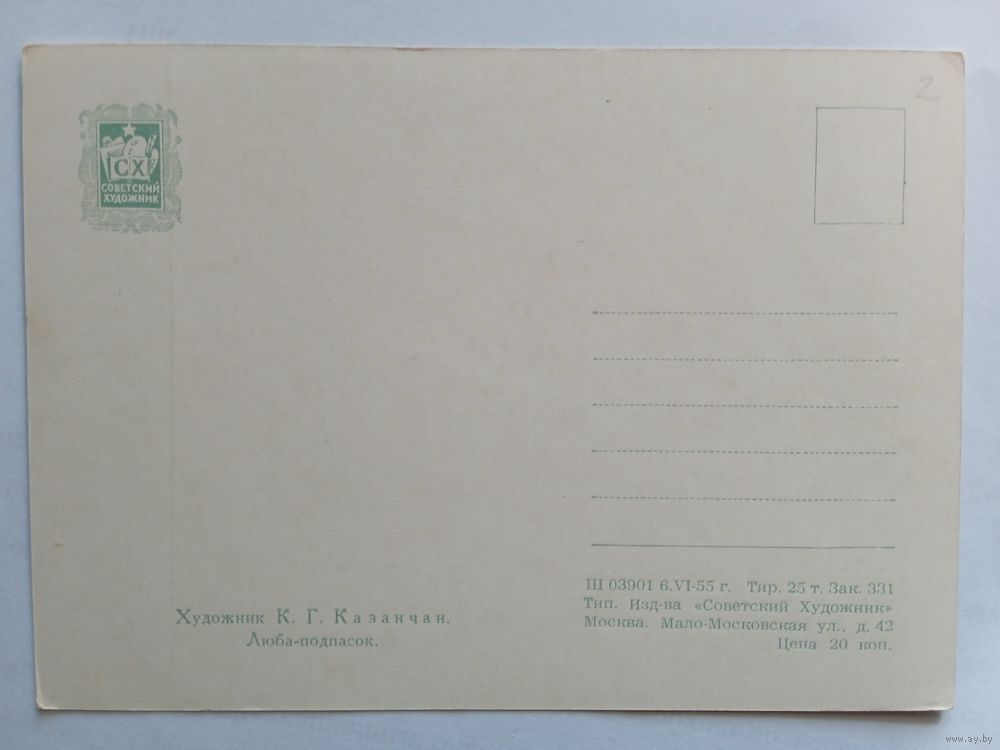 2
СХ
СОВЕТСКИЙ
ХУДОЖНИК
Художник К. Г. Казанчан.
Люба-подпасок.
Ш 03901 6.VI-55 г. Тир. 25 т. Зак. 331
Тип. Изд-ва «Советский Художник»
Москва. Мало-Московская ул., д. 42
Цена 20 коп.
www.ay.by